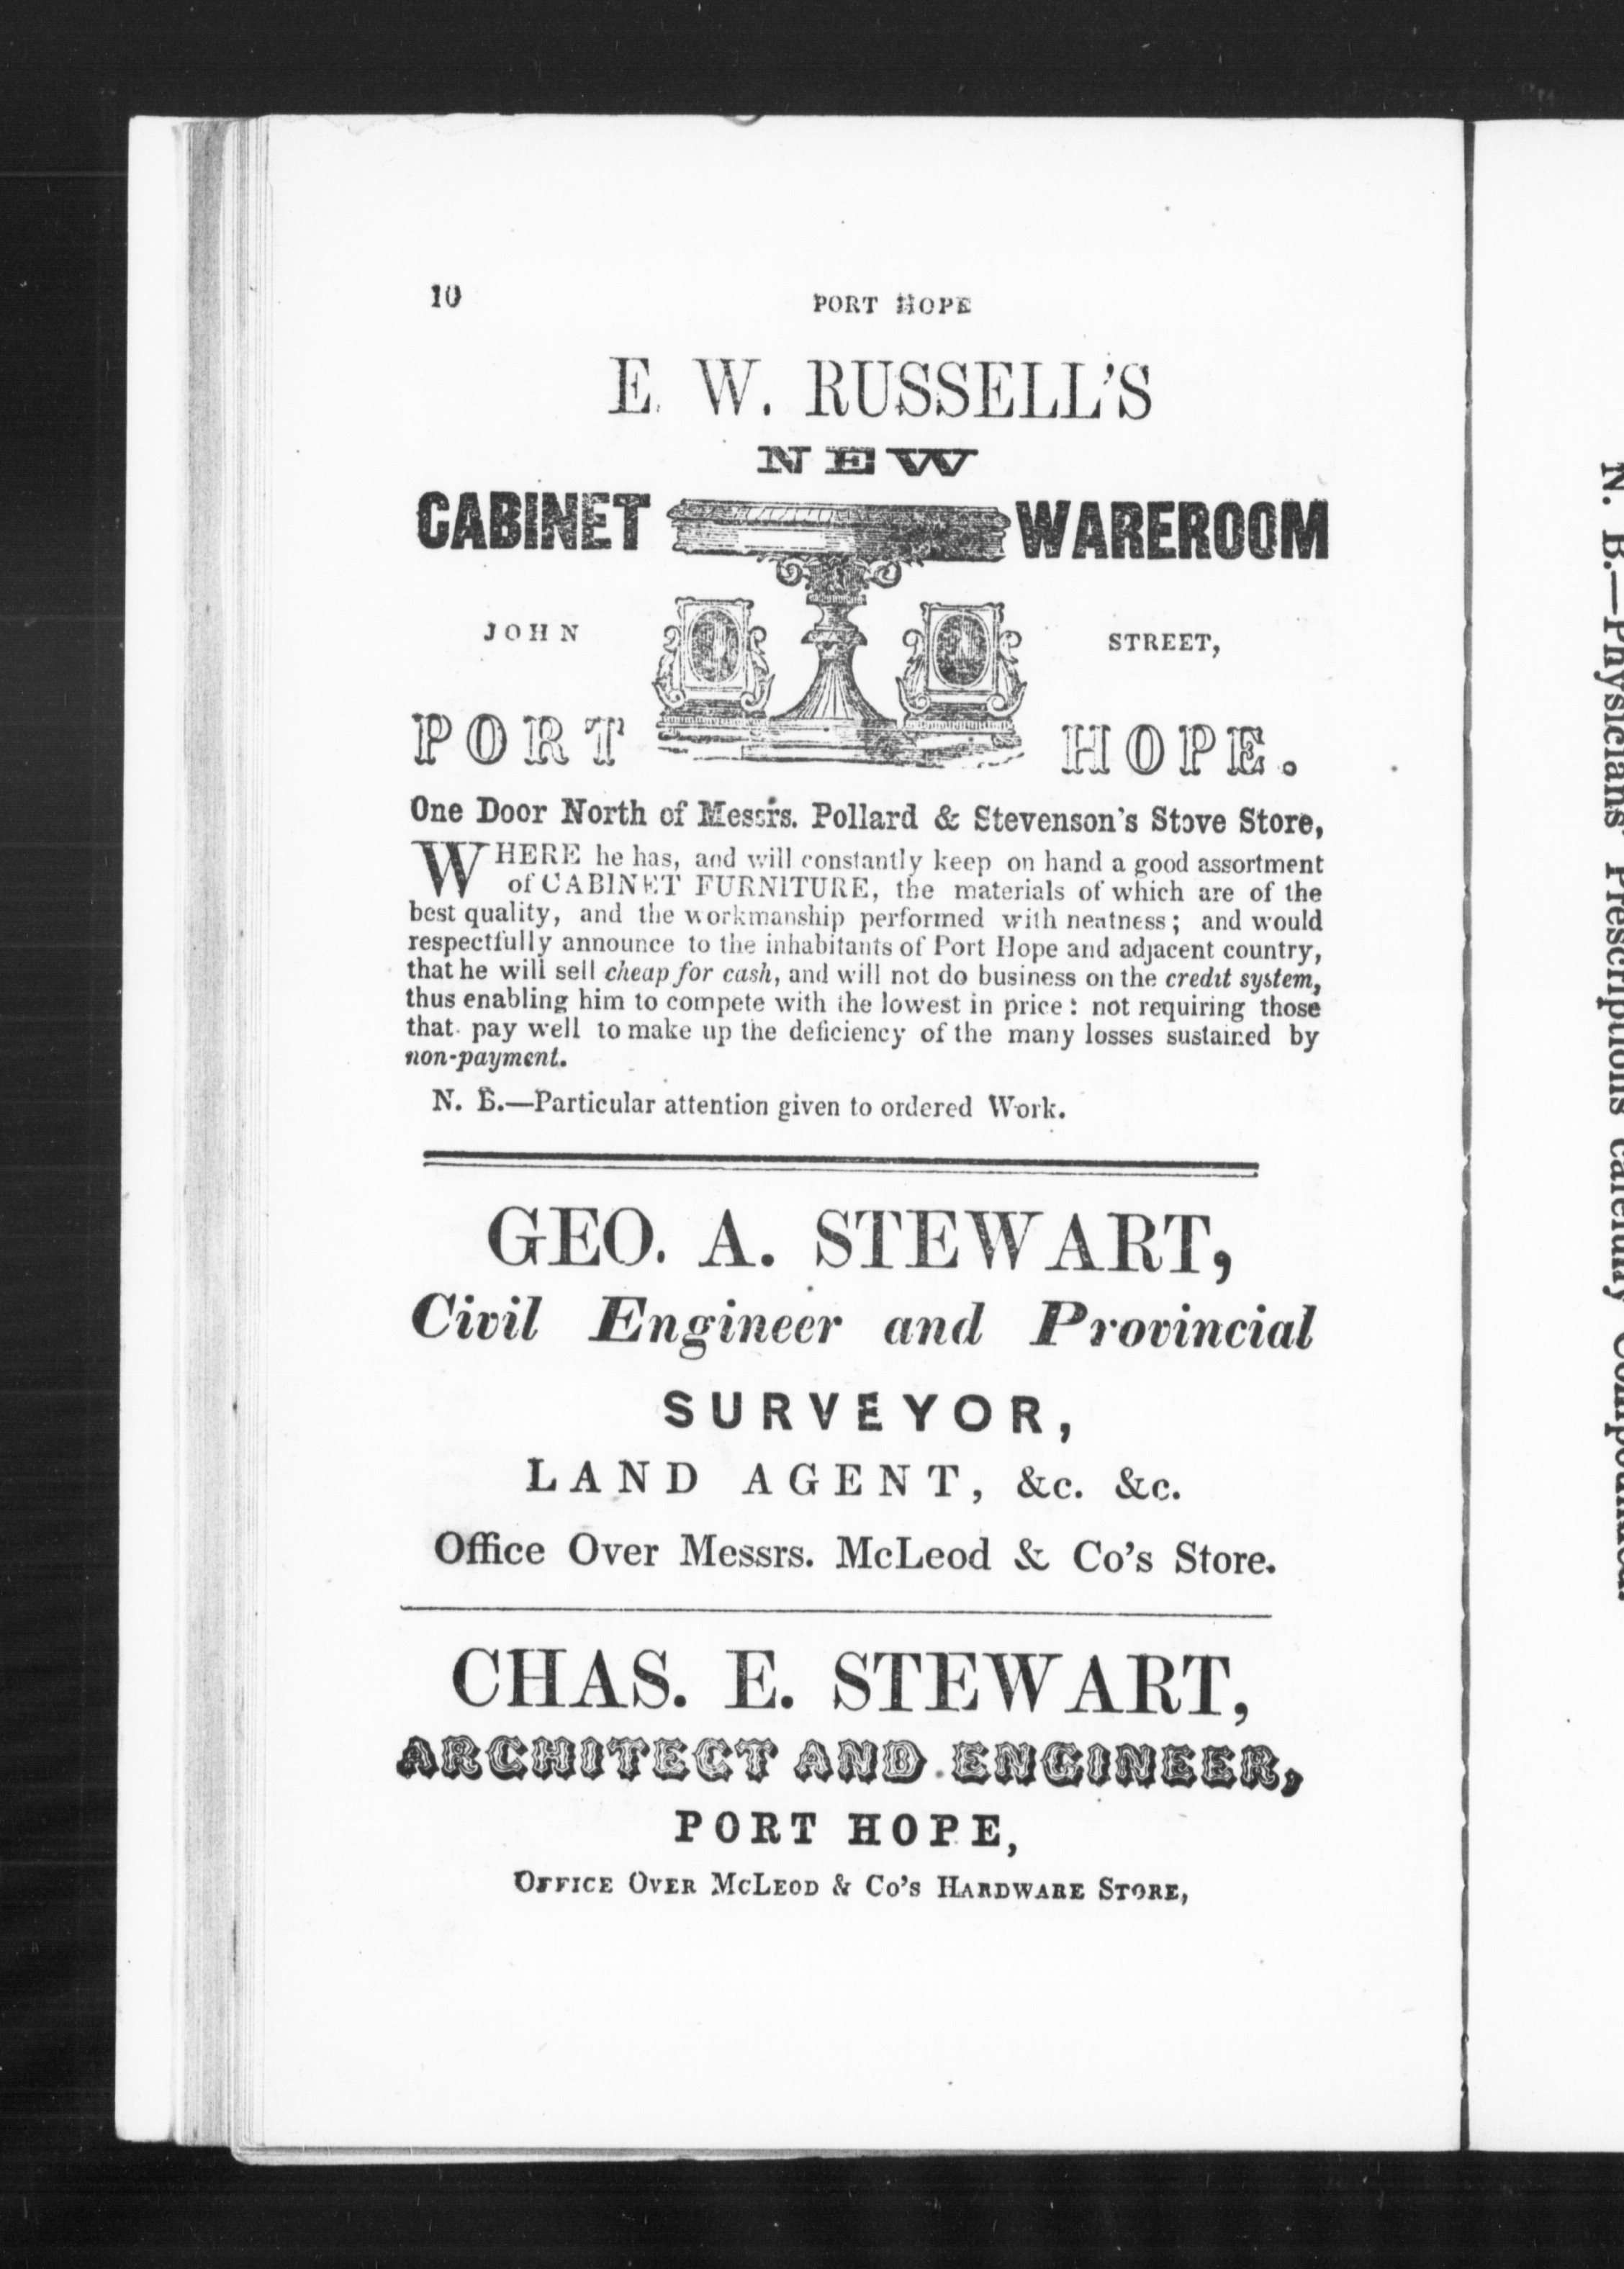 10 PORT HOPE
E. W. RUSSELL'S
NEW
CABINET WAREROOM
JOHN STREET,
PORT HOPE.
One Door North of Messrs. Pollard & Stevenson's Stove Store,
WHERE he has, and will constantly keep on hand a good assortment
of CABINET FURNITURE, the materials of which are of the
best quality, and the workmanship performed with neatness; and would
respectfully announce to the inhabitants of Port Hope and adjacent country,
that he will sell cheap for cash, and will not do business on the credit system,
thus enabling him to compete with the lowest in price: not requiring those
that pay well to make up the deficiency of the many losses sustained by
non-payment.
N. B.—Particular attention given to ordered Work.
GEO. A. STEWART,
Civil Engineer and Provincial
SURVEYOR,
LAND AGENT, &c. &c.
Office Over Messrs. McLeod & Co's Store.
CHAS. E. STEWART,
ARCHITECT AND ENGINEER,
PORT HOPE,
OFFICE OVER MCLEOD & CO'S HARDWARE STORE,
N. B.—Physicians' Prescriptions carefully Compounded.